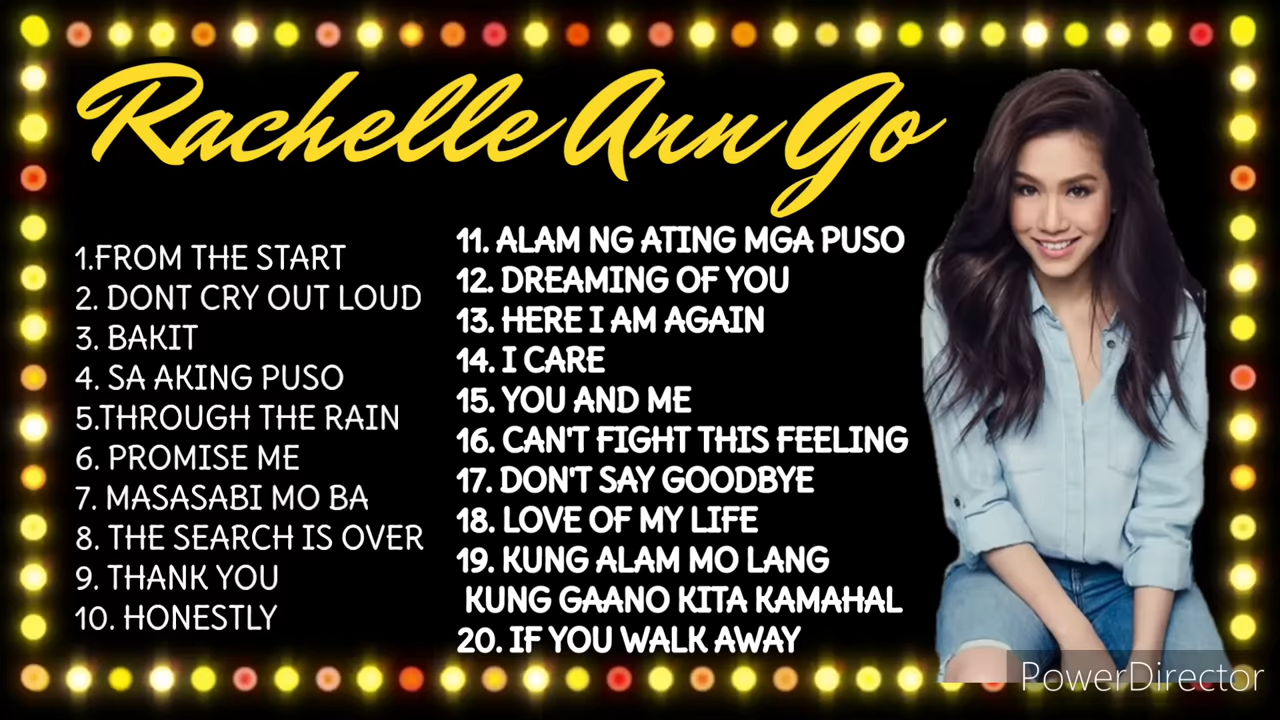 Rachelle Ann Go
1.FROM THE START
2. DONT CRY OUT LOUD
3. BAKIT
4. SA AKING PUSO
5.THROUGH THE RAIN
6. PROMISE ME
7. MASASABI MO BA
8. THE SEARCH IS OVER
9. THANK YOU
10. HONESTLY
11. ALAM NG ATING MGA PUSO
12. DREAMING OF YOU
13. HERE I AM AGAIN
14. I CARE
15. YOU AND ME
16. CAN'T FIGHT THIS FEELING
17. DON'T SAY GOODBYE
18. LOVE OF MY LIFE
19. KUNG ALAM MO LANG
KUNG GAANO KITA KAMAHAL
20. IF YOU WALK AWAY
PowerDirector